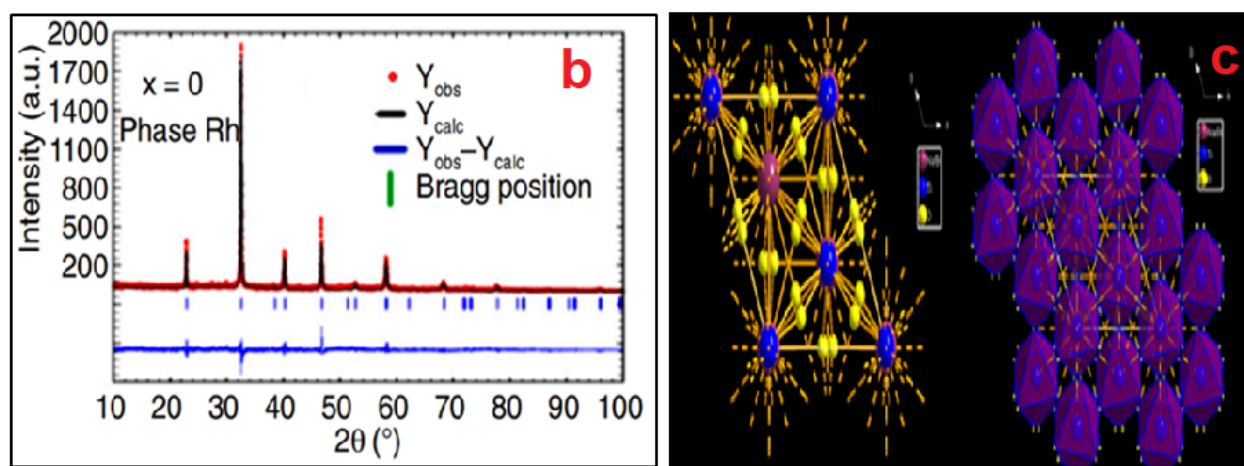 2000
1700
1400
1100
800
500
200
Intensity (a.u.)
x = 0
Phase Rh
b
Yobs
Ycalc
Yobs–Ycalc
Bragg position
10 20 30 40 50 60 70 80 90 100
2θ (°)
c